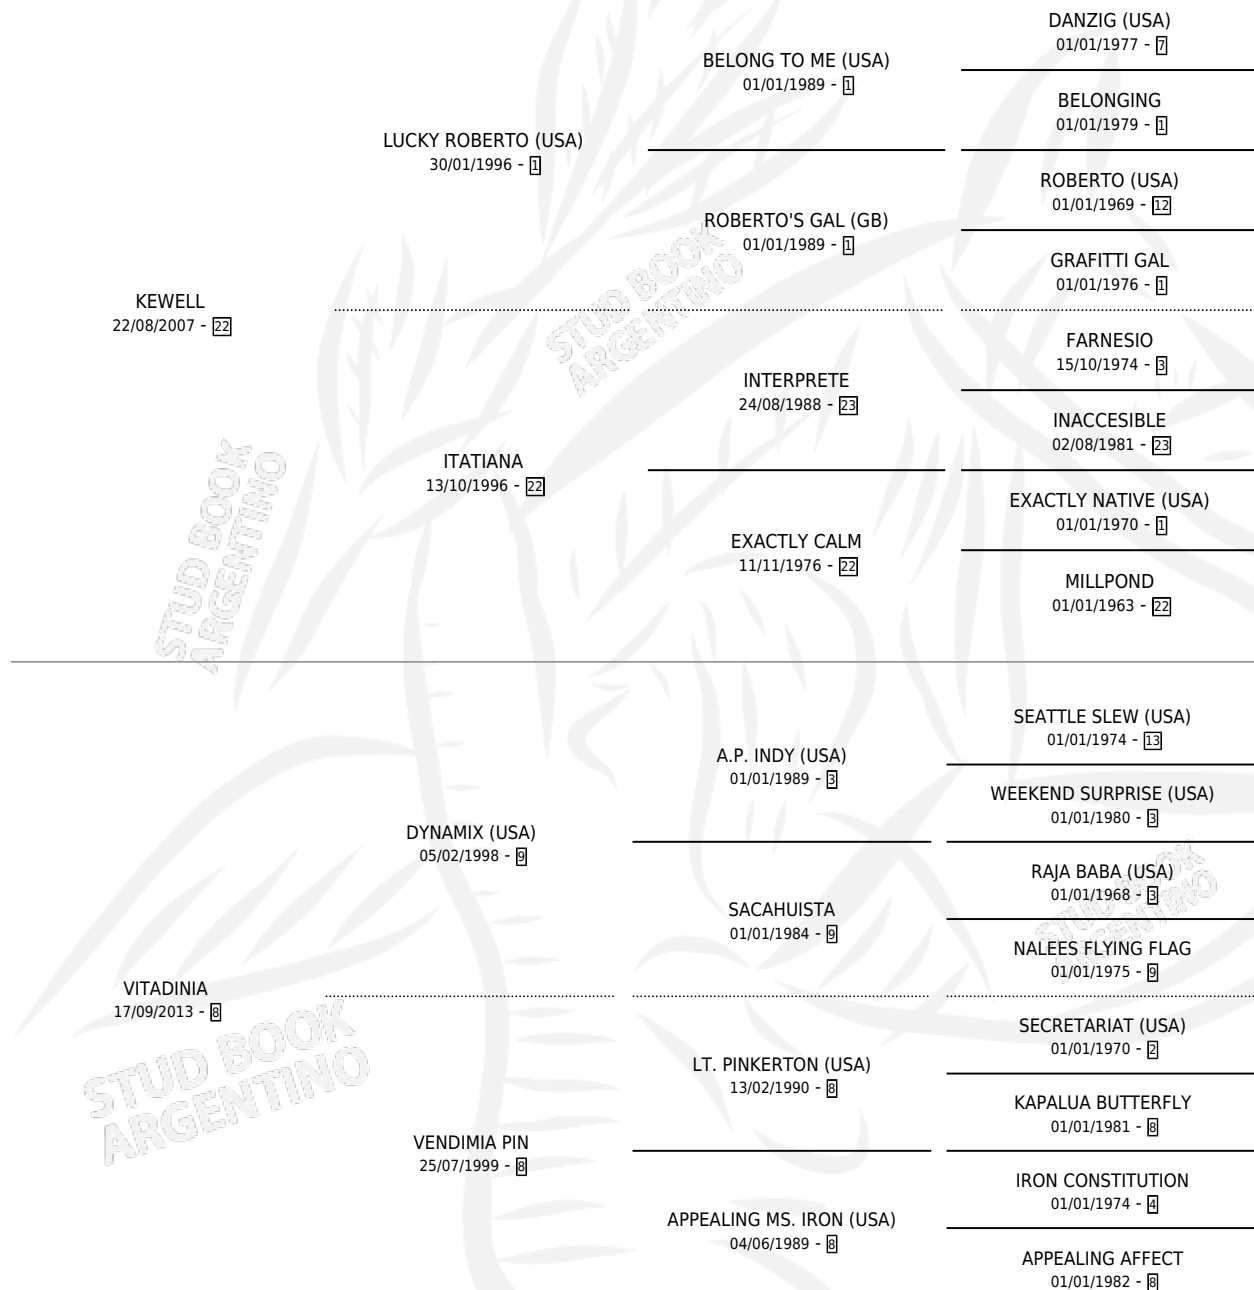 DANZIG (USA)
01/01/1977 - 7
BELONG TO ME (USA)
01/01/1989 - 1
BELONGING
01/01/1979 - 1
LUCKY ROBERTO (USA)
30/01/1996 - 1
ROBERTO (USA)
01/01/1969 - 12
ROBERTO'S GAL (GB)
01/01/1989 - 1
GRAFITTI GAL
01/01/1976 - 1
KEWELL
22/08/2007 - 22
FARNESIO
15/10/1974 - 3
INTERPRETE
24/08/1988 - 23
INACCESIBLE
02/08/1981 - 23
ITATIANA
13/10/1996 - 22
EXACTLY NATIVE (USA)
01/01/1970 - 1
EXACTLY CALM
11/11/1976 - 22
MILLPOND
01/01/1963 - 22
SEATTLE SLEW (USA)
01/01/1974 - 13
A.P. INDY (USA)
01/01/1989 - 3
WEEKEND SURPRISE (USA)
01/01/1980 - 3
DYNAMIX (USA)
05/02/1998 - 9
RAJA BABA (USA)
01/01/1968 - 3
SACAHUISTA
01/01/1984 - 9
NALEES FLYING FLAG
01/01/1975 - 9
VITADINIA
17/09/2013 - 8
SECRETARIAT (USA)
01/01/1970 - 2
LT. PINKERTON (USA)
13/02/1990 - 8
KAPALUA BUTTERFLY
01/01/1981 - 8
VENDIMIA PIN
25/07/1999 - 8
IRON CONSTITUTION
01/01/1974 - 4
APPEALING MS. IRON (USA)
04/06/1989 - 8
APPEALING AFFECT
01/01/1982 - 8
STUD BOOK
ARGENTINO
STUD BOOK
ARGENTINO
STUD BOOK
ARGENTINO
STUD BOOK
ARGENTINO